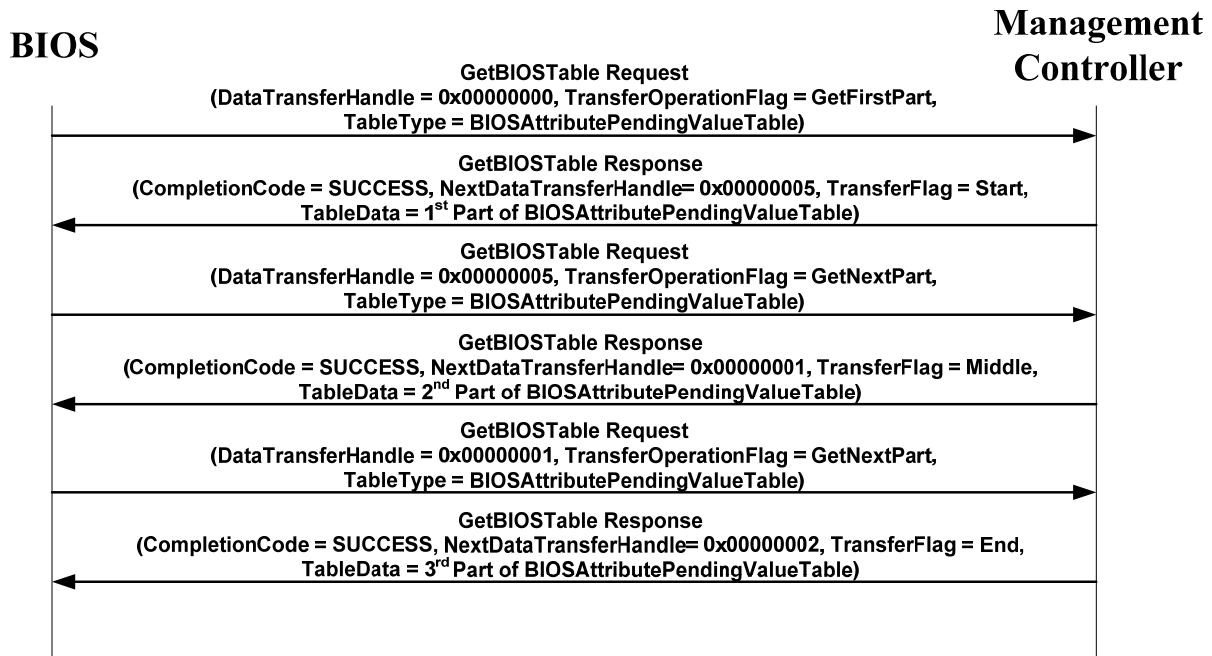 BIOS
Management
Controller
GetBIOSTable Request
(DataTransferHandle = 0x00000000, TransferOperationFlag = GetFirstPart,
TableType = BIOSAttributePendingValueTable)
GetBIOSTable Response
(CompletionCode = SUCCESS, NextDataTransferHandle= 0x00000005, TransferFlag = Start,
TableData = 1st Part of BIOSAttributePendingValueTable)
GetBIOSTable Request
(DataTransferHandle = 0x00000005, TransferOperationFlag = GetNextPart,
TableType = BIOSAttributePendingValueTable)
GetBIOSTable Response
(CompletionCode = SUCCESS, NextDataTransferHandle= 0x00000001, TransferFlag = Middle,
TableData = 2nd Part of BIOSAttributePendingValueTable)
GetBIOSTable Request
(DataTransferHandle = 0x00000001, TransferOperationFlag = GetNextPart,
TableType = BIOSAttributePendingValueTable)
GetBIOSTable Response
(CompletionCode = SUCCESS, NextDataTransferHandle= 0x00000002, TransferFlag = End,
TableData = 3rd Part of BIOSAttributePendingValueTable)